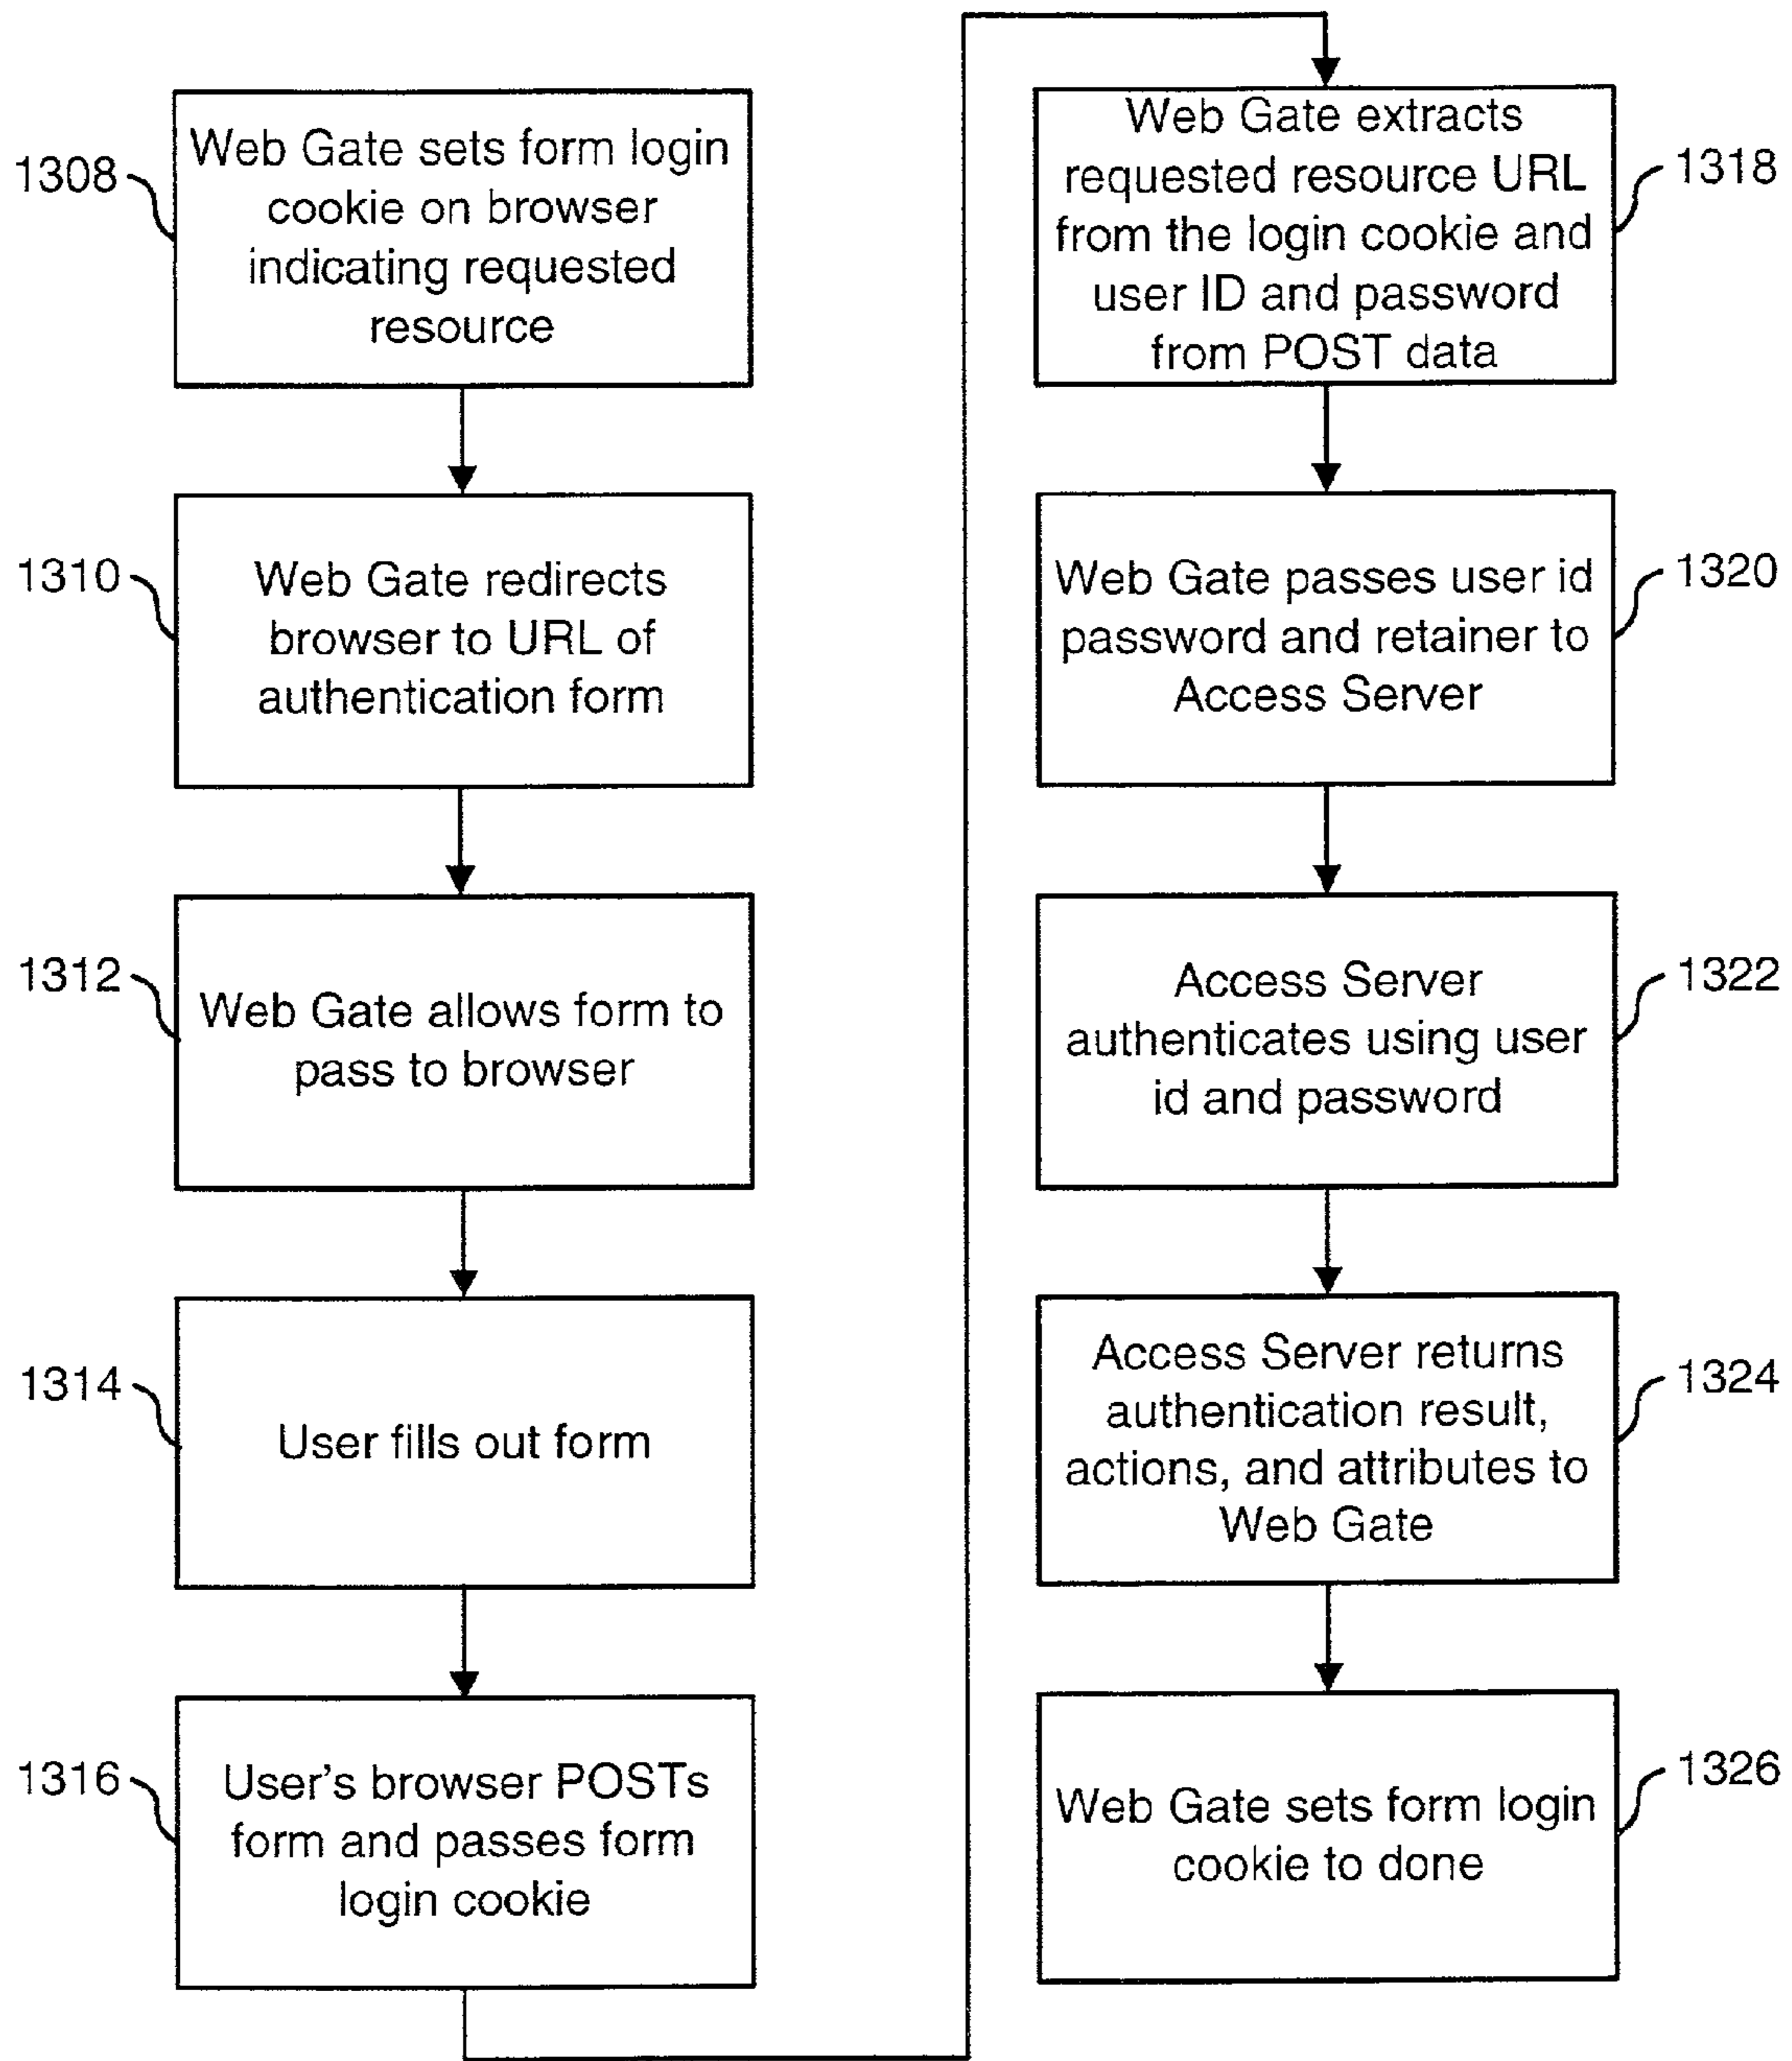 1308
Web Gate sets form login
cookie on browser
indicating requested
resource
1310
Web Gate redirects
browser to URL of
authentication form
1312
Web Gate allows form to
pass to browser
1314
User fills out form
1316
User's browser POSTs
form and passes form
login cookie
Web Gate extracts
requested resource URL
from the login cookie and
user ID and password
from POST data
1318
Web Gate passes user id
password and retainer to
Access Server
1320
Access Server
authenticates using user
id and password
1322
Access Server returns
authentication result,
actions, and attributes to
Web Gate
1324
Web Gate sets form login
cookie to done
1326